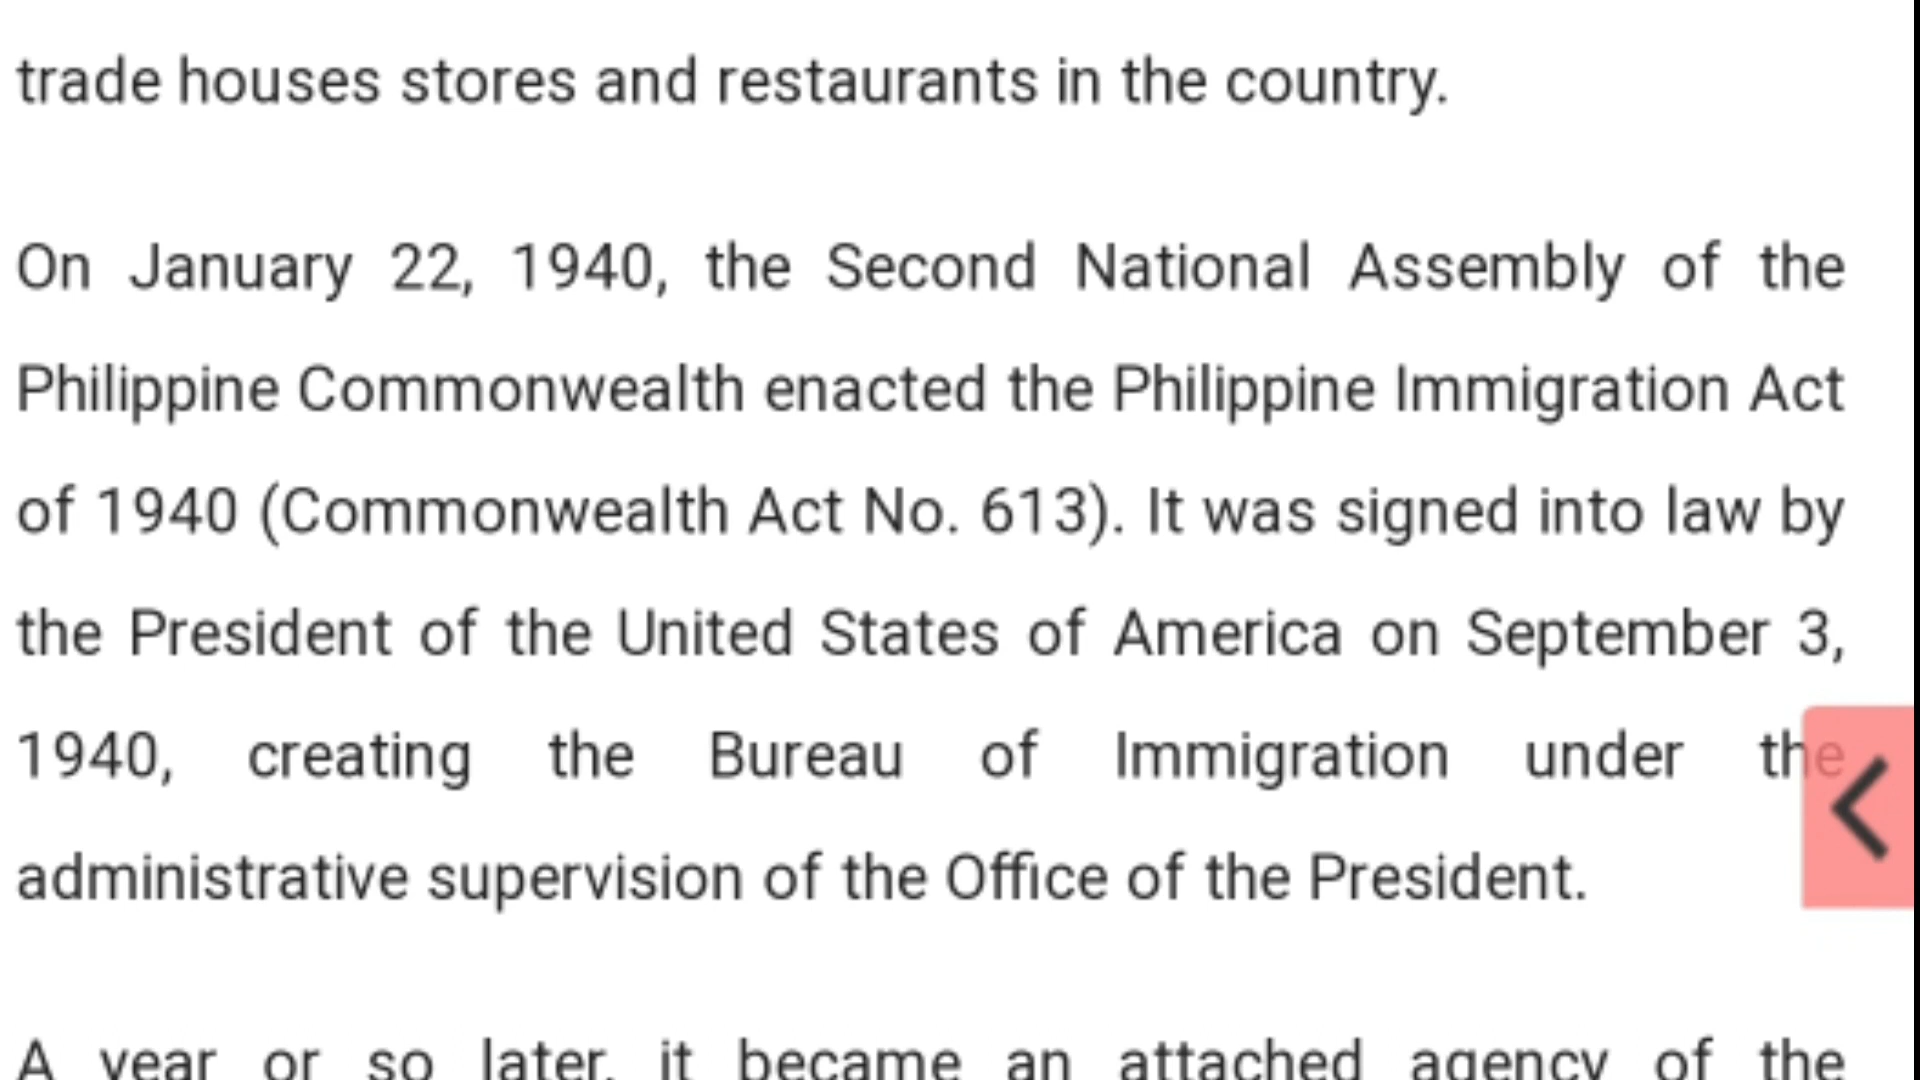 trade houses stores and restaurants in the country.
On January 22, 1940, the Second National Assembly of the
Philippine Commonwealth enacted the Philippine Immigration Act
of 1940 (Commonwealth Act No. 613). It was signed into law by
the President of the United States of America on September 3,
1940, creating the Bureau of Immigration under the
administrative supervision of the Office of the President.
A year or so later, it became an attached agency of the